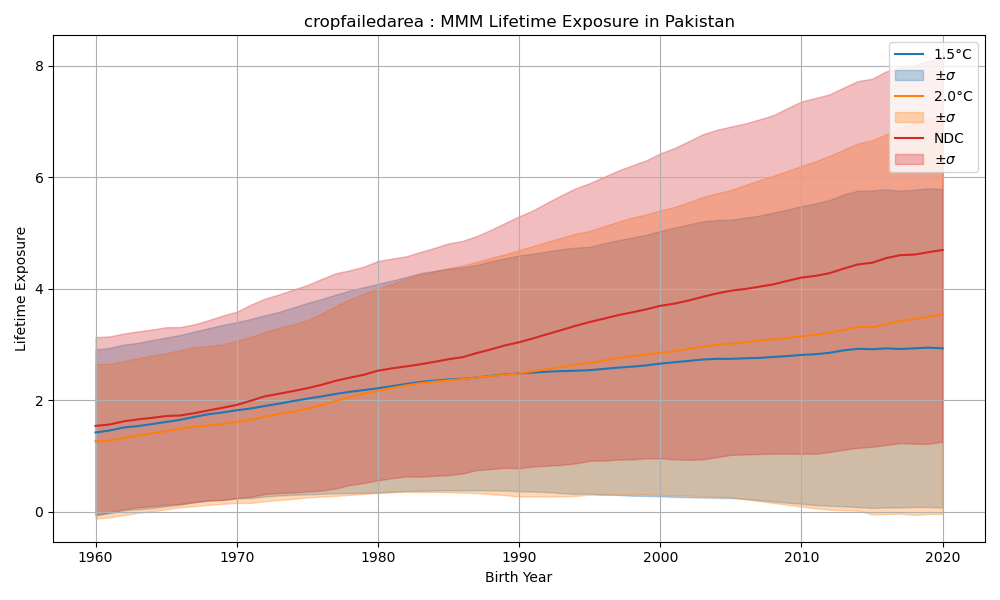 cropfailedarea : MMM Lifetime Exposure in Pakistan
1.5°C
±σ
2.0°C
±σ
NDC
±σ
Lifetime Exposure
8
6
4
2
0
1960 1970 1980 1990 2000 2010 2020
Birth Year